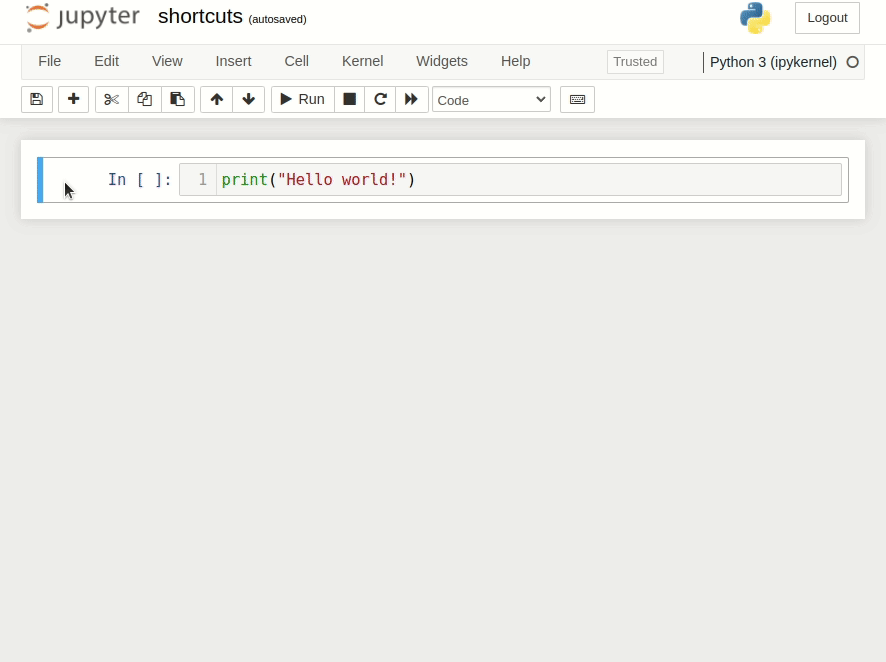 jupyter shortcuts (autosaved) Logout
File Edit View Insert Cell Kernel Widgets Help Trusted Python 3 (ipykernel)
Run Code
In [ ]: 1 print("Hello world!")